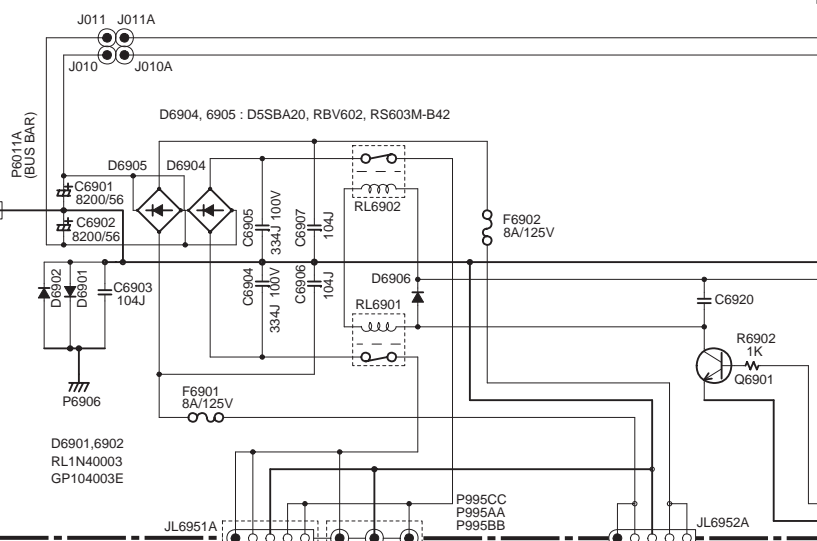 J011 J011A
J010 J010A
D6904, 6905 : D5SBA20, RBV602, RS603M-B42
P6011A
(BUS BAR)
D6905 D6904
C6901
8200/56
C6902
8200/56
C6905
334J 100V
C6907
104J
RL6902
F6902
8A/125V
D6902
D6901
C6903
104J
C6904
334J 100V
C6906
104J
D6906
RL6901
C6920
R6902
1K
Q6901
P6906
F6901
8A/125V
D6901,6902
RL1N40003
GP104003E
JL6951A
P995CC
P995AA
P995BB
JL6952A